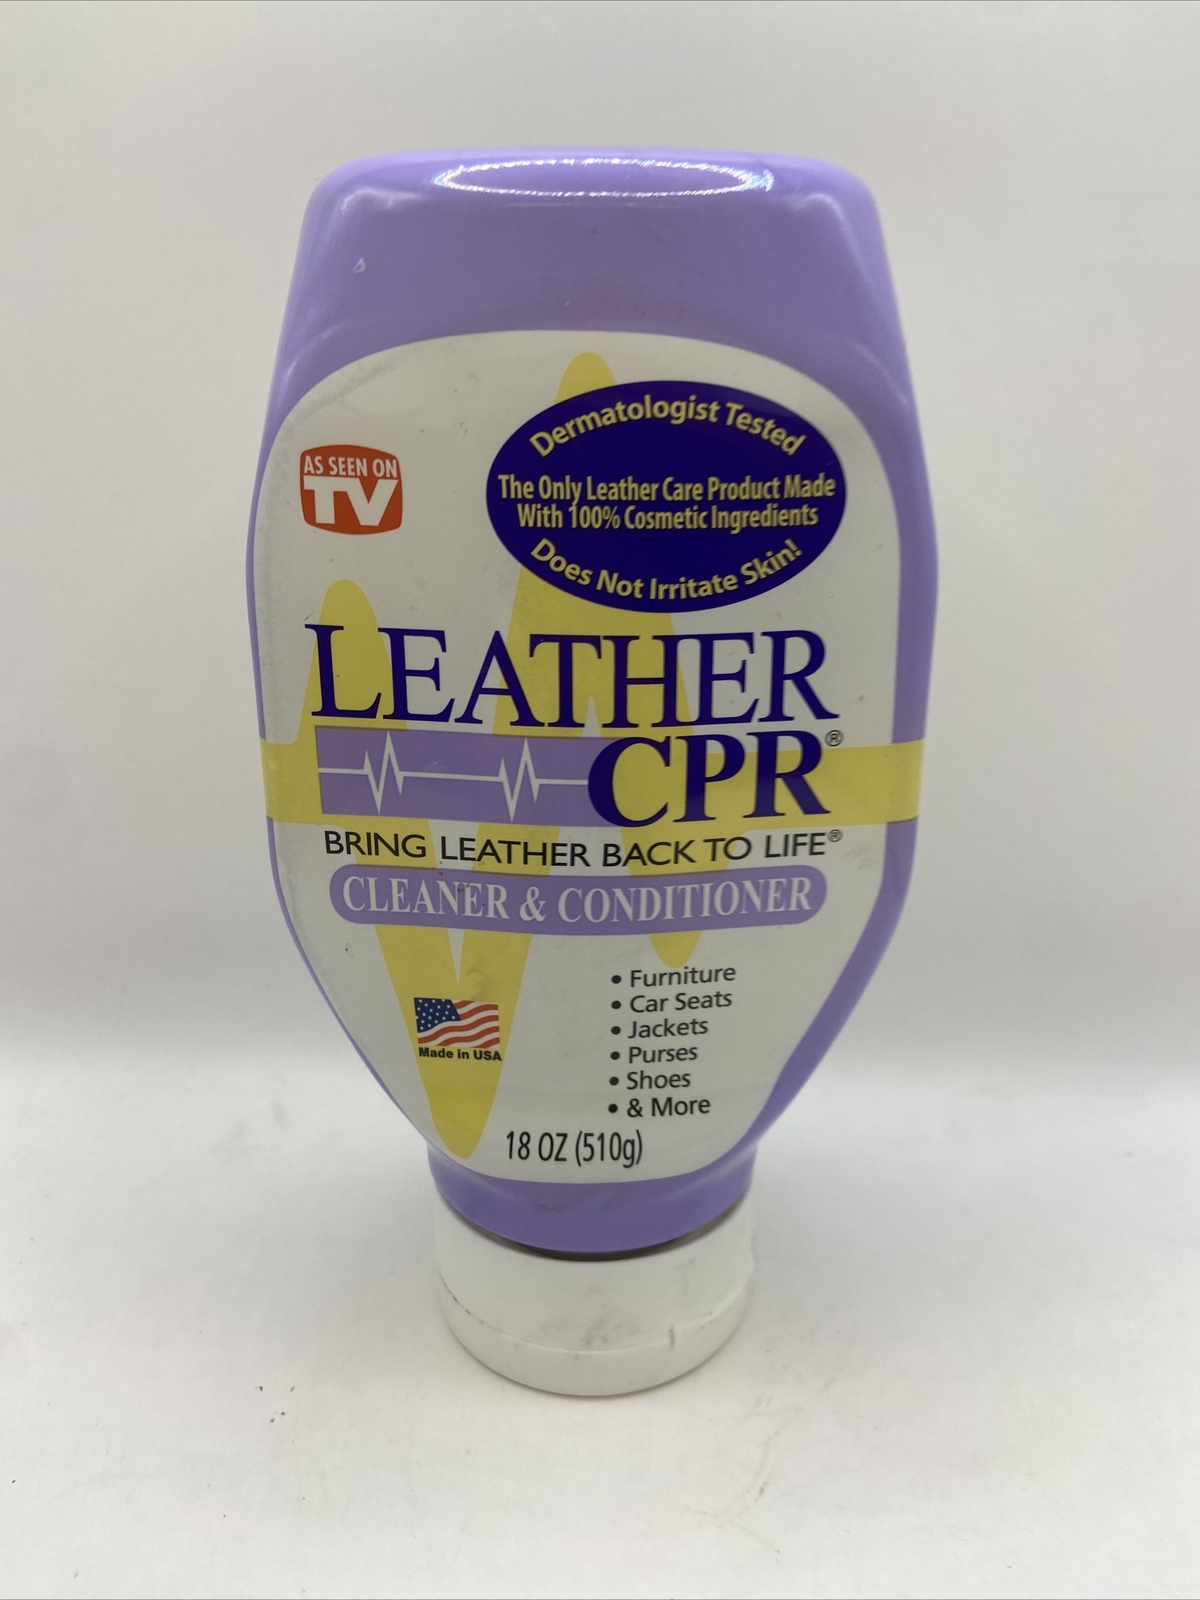 AS SEEN ON
TV
Dermatologist Tested
The Only Leather Care Product Made
With 100% Cosmetic Ingredients
Does Not Irritate Skin!
LEATHER
CPR®
BRING LEATHER BACK TO LIFE®
CLEANER & CONDITIONER
• Furniture
• Car Seats
• Jackets
• Purses
• Shoes
• & More
Made in USA
18 OZ (510g)